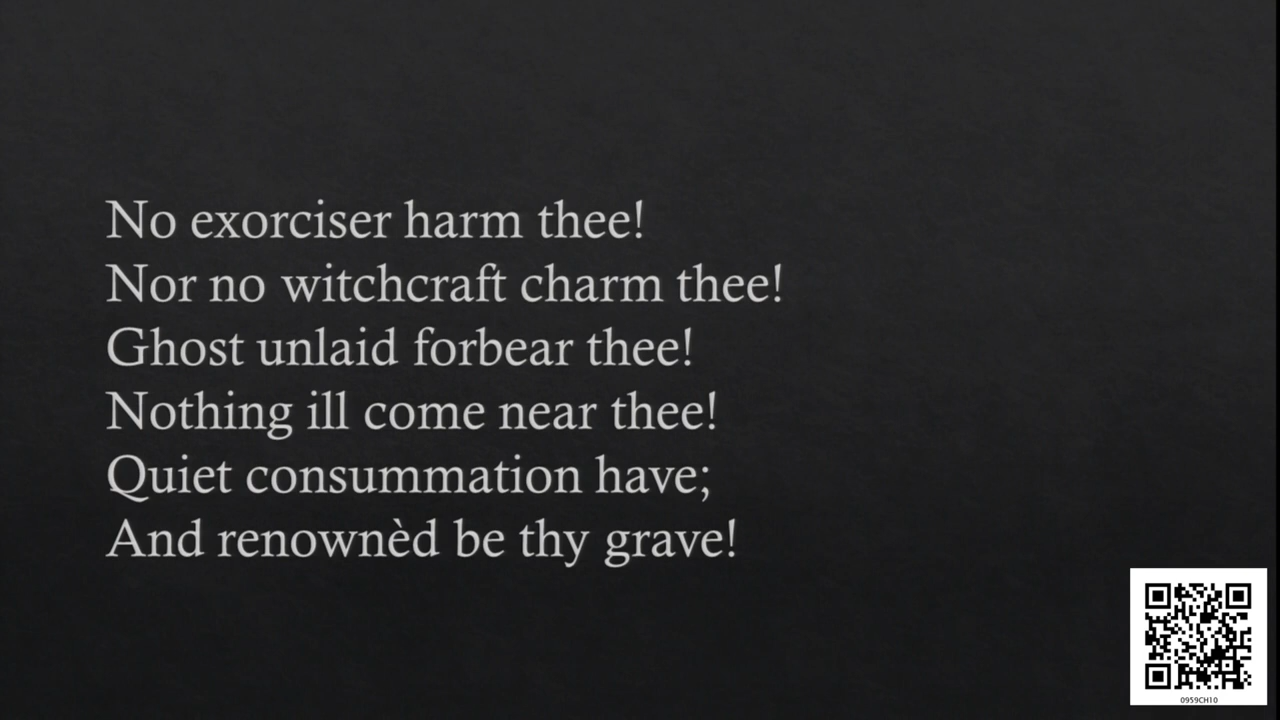 No exorciser harm thee!
Nor no witchcraft charm thee!
Ghost unlaid forbear thee!
Nothing ill come near thee!
Quiet consummation have;
And renownèd be thy grave!
0959CH10